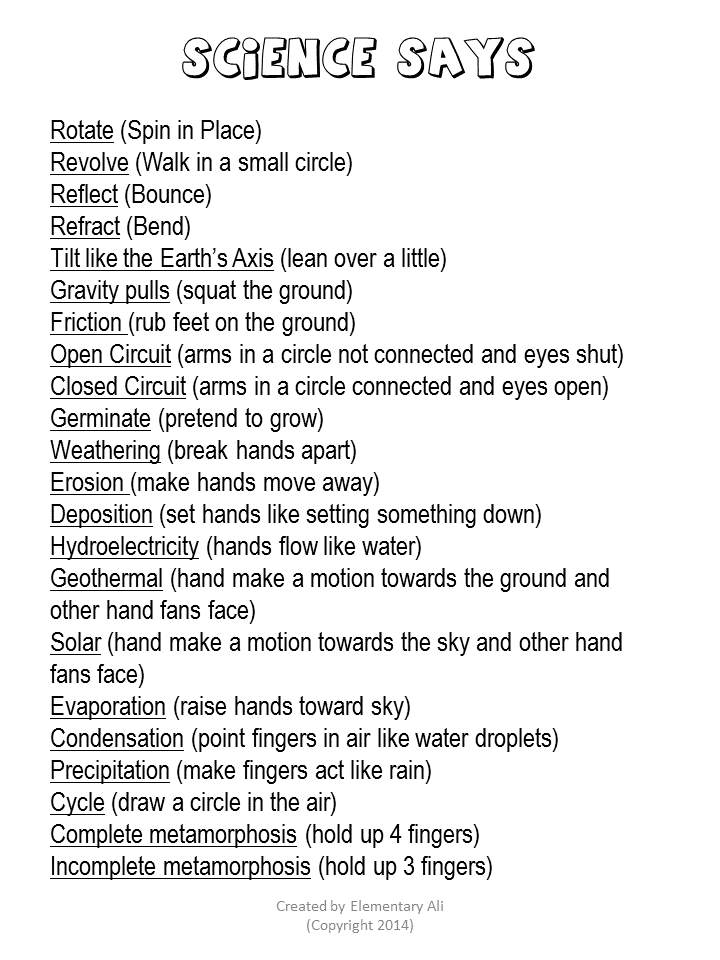 SCiENCE SAYS
Rotate (Spin in Place)
Revolve (Walk in a small circle)
Reflect (Bounce)
Refract (Bend)
Tilt like the Earth's Axis (lean over a little)
Gravity pulls (squat the ground)
Friction (rub feet on the ground)
Open Circuit (arms in a circle not connected and eyes shut)
Closed Circuit (arms in a circle connected and eyes open)
Germinate (pretend to grow)
Weathering (break hands apart)
Erosion (make hands move away)
Deposition (set hands like setting something down)
Hydroelectricity (hands flow like water)
Geothermal (hand make a motion towards the ground and
other hand fans face)
Solar (hand make a motion towards the sky and other hand
fans face)
Evaporation (raise hands toward sky)
Condensation (point fingers in air like water droplets)
Precipitation (make fingers act like rain)
Cycle (draw a circle in the air)
Complete metamorphosis (hold up 4 fingers)
Incomplete metamorphosis (hold up 3 fingers)
Created by Elementary Ali
(Copyright 2014)